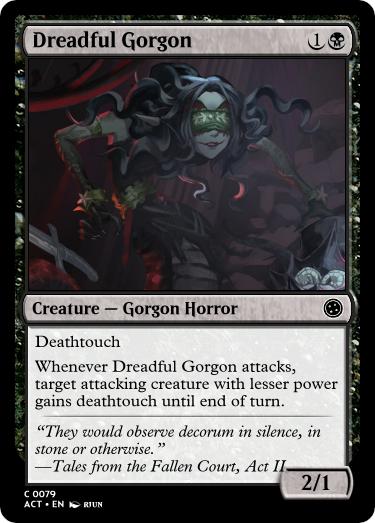 Dreadful Gorgon 1
Creature — Gorgon Horror
Deathtouch
Whenever Dreadful Gorgon attacks,
target attacking creature with lesser power
gains deathtouch until end of turn.
“They would observe decorum in silence, in
stone or otherwise.”
—Tales from the Fallen Court, Act II
2/1
C 0079
ACT • EN RJUN